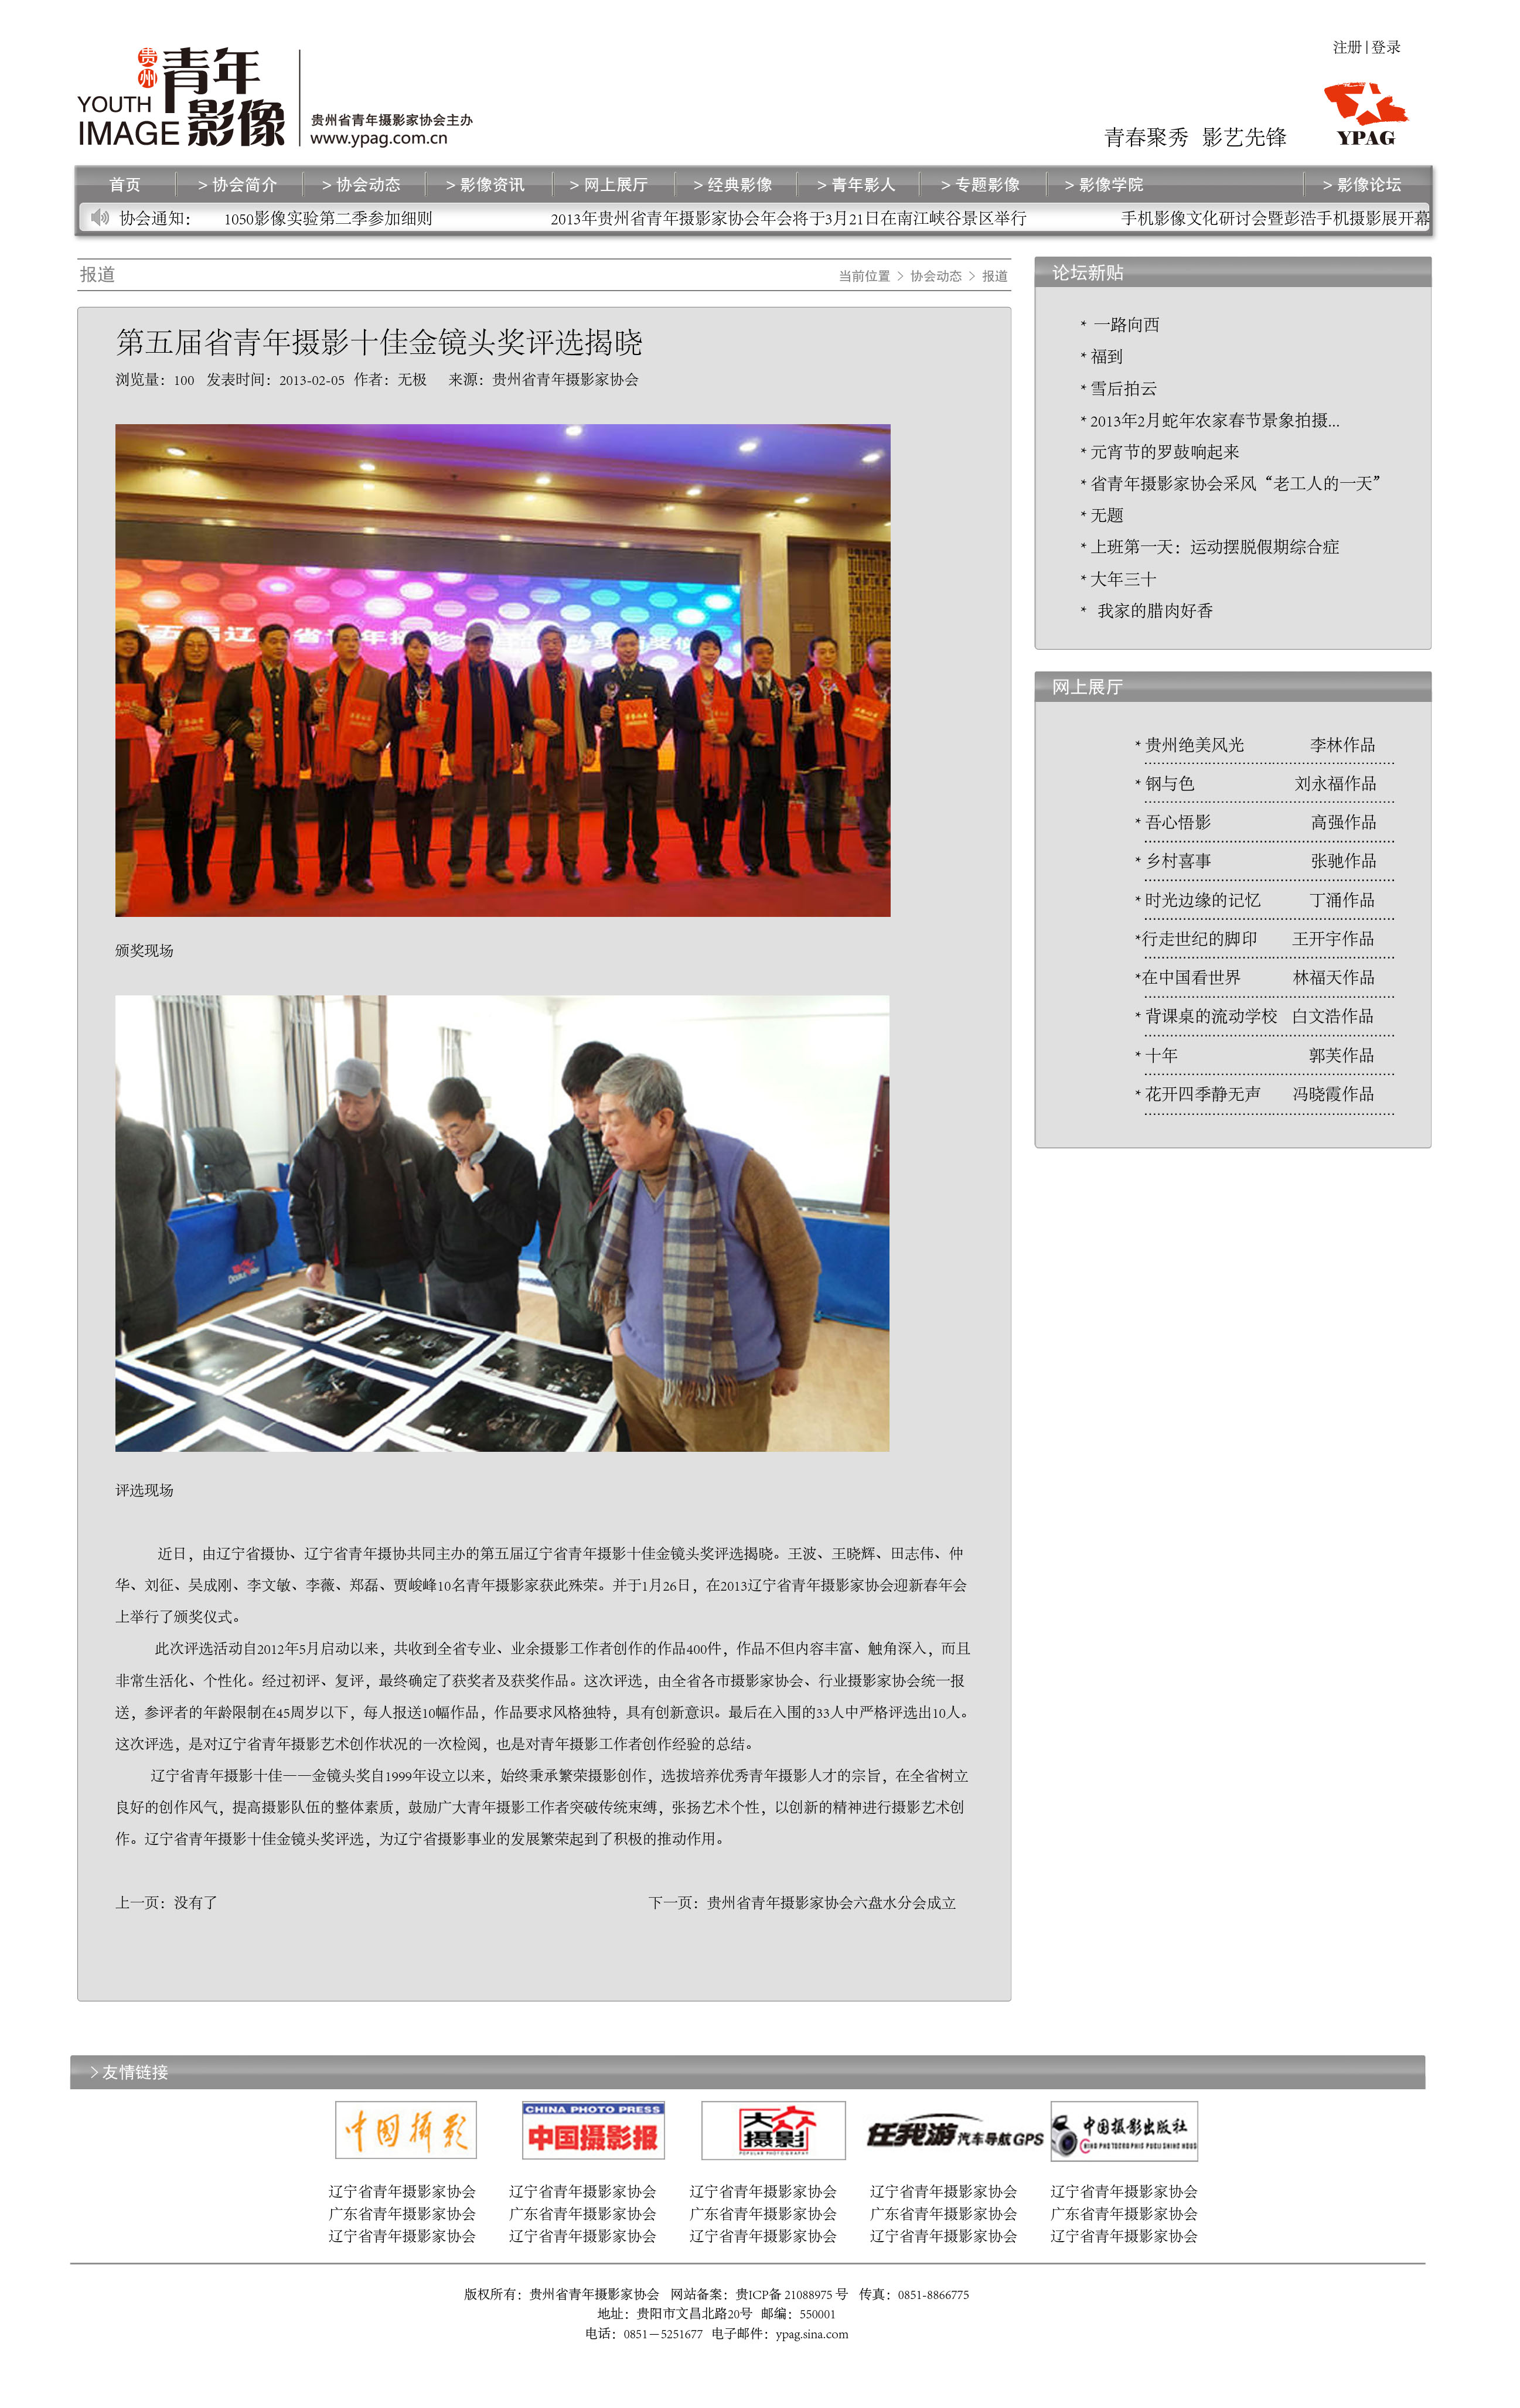 注册 | 登录
贵州 青年影像
YOUTH IMAGE
贵州省青年摄影家协会主办
www.ypag.com.cn
青春聚秀 影艺先锋
YPAG
首页 > 协会简介 > 协会动态 > 影像资讯 > 网上展厅 > 经典影像 > 青年影人 > 专题影像 > 影像学院 > 影像论坛
协会通知： 1050影像实验第二季参加细则 2013年贵州省青年摄影家协会年会将于3月21日在南江峡谷景区举行 手机影像文化研讨会暨彭浩手机摄影展开幕
报道
当前位置 > 协会动态 > 报道
第五届省青年摄影十佳金镜头奖评选揭晓
浏览量：100 发表时间：2013-02-05 作者：无极 来源：贵州省青年摄影家协会
颁奖现场
评选现场
近日，由辽宁省摄协、辽宁省青年摄协共同主办的第五届辽宁省青年摄影十佳金镜头奖评选揭晓。王波、王晓辉、田志伟、仲
华、刘征、吴成刚、李文敏、李薇、郑磊、贾峻峰10名青年摄影家获此殊荣。并于1月26日，在2013辽宁省青年摄影家协会迎新春年会
上举行了颁奖仪式。
此次评选活动自2012年5月启动以来，共收到全省专业、业余摄影工作者创作的作品400件，作品不但内容丰富、触角深入，而且
非常生活化、个性化。经过初评、复评，最终确定了获奖者及获奖作品。这次评选，由全省各市摄影家协会、行业摄影家协会统一报
送，参评者的年龄限制在45周岁以下，每人报送10幅作品，作品要求风格独特，具有创新意识。最后在入围的33人中严格评选出10人。
这次评选，是对辽宁省青年摄影艺术创作状况的一次检阅，也是对青年摄影工作者创作经验的总结。
辽宁省青年摄影十佳——金镜头奖自1999年设立以来，始终秉承繁荣摄影创作，选拔培养优秀青年摄影人才的宗旨，在全省树立
良好的创作风气，提高摄影队伍的整体素质，鼓励广大青年摄影工作者突破传统束缚，张扬艺术个性，以创新的精神进行摄影艺术创
作。辽宁省青年摄影十佳金镜头奖评选，为辽宁省摄影事业的发展繁荣起到了积极的推动作用。
上一页：没有了 下一页：贵州省青年摄影家协会六盘水分会成立
论坛新贴
* 一路向西
* 福到
* 雪后拍云
* 2013年2月蛇年农家春节景象拍摄...
* 元宵节的罗鼓响起来
* 省青年摄影家协会采风“老工人的一天”
* 无题
* 上班第一天：运动摆脱假期综合症
* 大年三十
* 我家的腊肉好香
网上展厅
* 贵州绝美风光 李林作品
* 钢与色 刘永福作品
* 吾心悟影 高强作品
* 乡村喜事 张驰作品
* 时光边缘的记忆 丁涌作品
*行走世纪的脚印 王开宇作品
*在中国看世界 林福天作品
* 背课桌的流动学校 白文浩作品
* 十年 郭芙作品
* 花开四季静无声 冯晓霞作品
> 友情链接
中国摄影
CHINA PHOTO PRESS
中国摄影报
大众摄影
POPULAR PHOTOGRAPHY
任我游 汽车导航GPS
中国摄影出版社
辽宁省青年摄影家协会 辽宁省青年摄影家协会 辽宁省青年摄影家协会 辽宁省青年摄影家协会 辽宁省青年摄影家协会
广东省青年摄影家协会 广东省青年摄影家协会 广东省青年摄影家协会 广东省青年摄影家协会 广东省青年摄影家协会
辽宁省青年摄影家协会 辽宁省青年摄影家协会 辽宁省青年摄影家协会 辽宁省青年摄影家协会 辽宁省青年摄影家协会
版权所有：贵州省青年摄影家协会 网站备案：贵ICP备 21088975 号 传真：0851-8866775
地址：贵阳市文昌北路20号 邮编：550001
电话：0851－5251677 电子邮件：ypag.sina.com